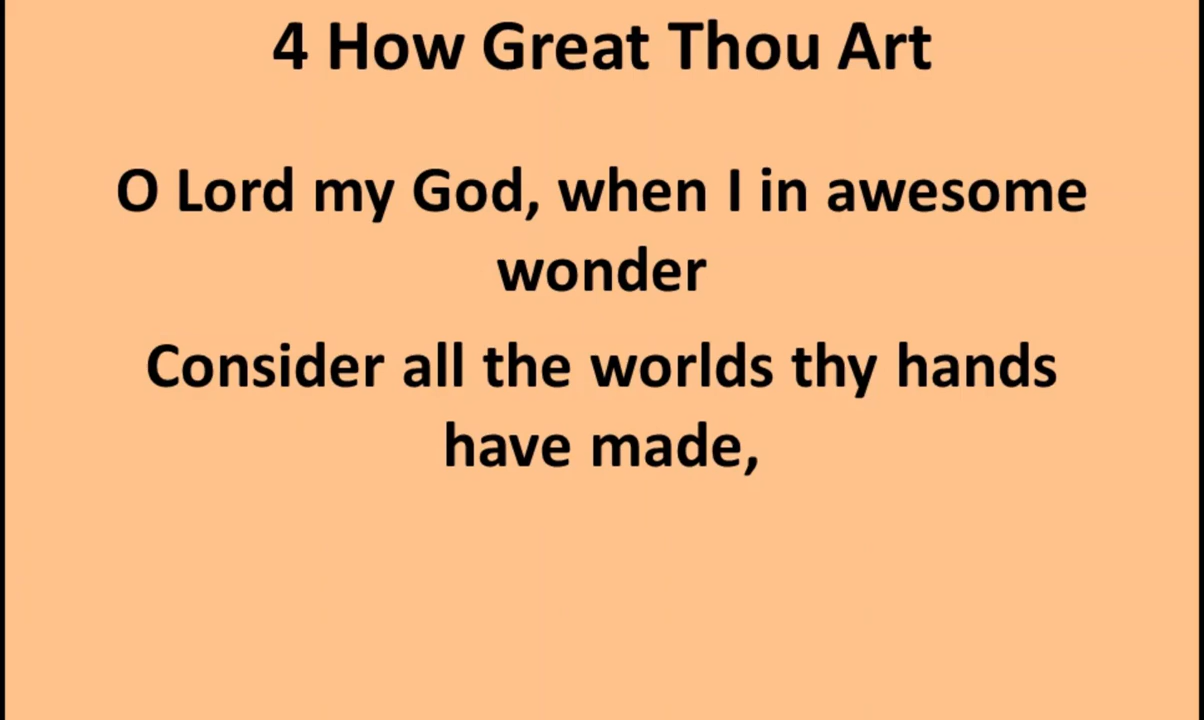 4 How Great Thou Art
O Lord my God, when I in awesome
wonder
Consider all the worlds thy hands
have made,